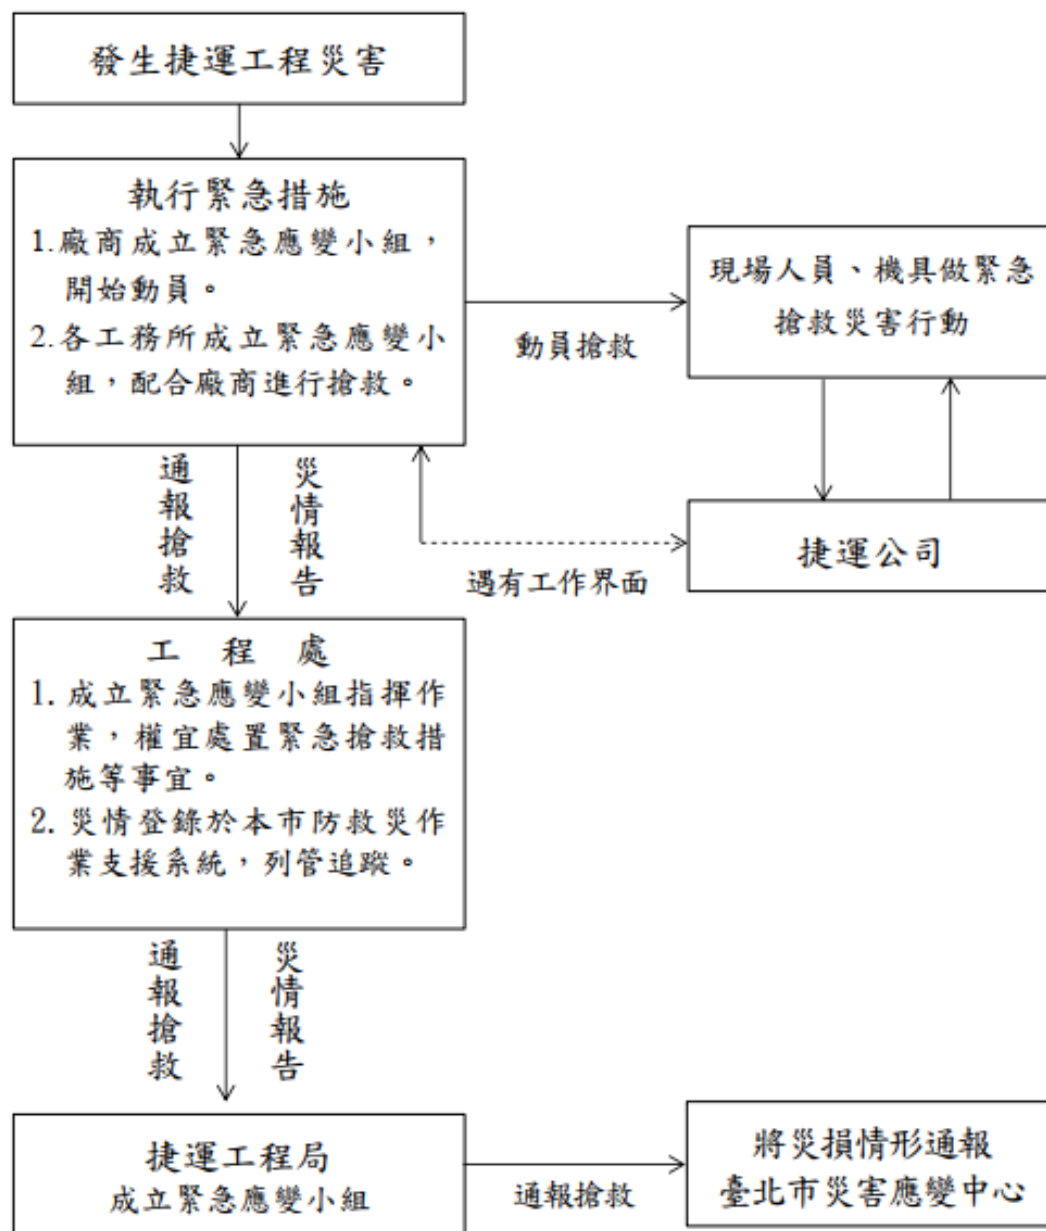 發生捷運工程災害
執行緊急措施
1.廠商成立緊急應變小組，
開始動員。
2.各工務所成立緊急應變小
組，配合廠商進行搶救。
動員搶救
現場人員、機具做緊急
搶救災害行動
通報搶救
災情報告
遇有工作界面
捷運公司
工程處
1. 成立緊急應變小組指揮作
業，權宜處置緊急搶救措
施等事宜。
2. 災情登錄於本市防救災作
業支援系統，列管追蹤。
通報搶救
災情報告
捷運工程局
成立緊急應變小組
通報搶救
將災損情形通報
臺北市災害應變中心